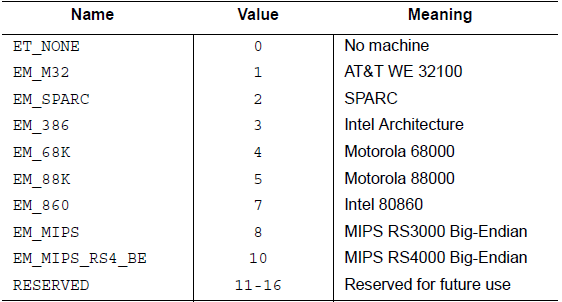 Name Value Meaning
ET_NONE 0 No machine
EM_M32 1 AT&T WE 32100
EM_SPARC 2 SPARC
EM_386 3 Intel Architecture
EM_68K 4 Motorola 68000
EM_88K 5 Motorola 88000
EM_860 7 Intel 80860
EM_MIPS 8 MIPS RS3000 Big-Endian
EM_MIPS_RS4_BE 10 MIPS RS4000 Big-Endian
RESERVED 11-16 Reserved for future use